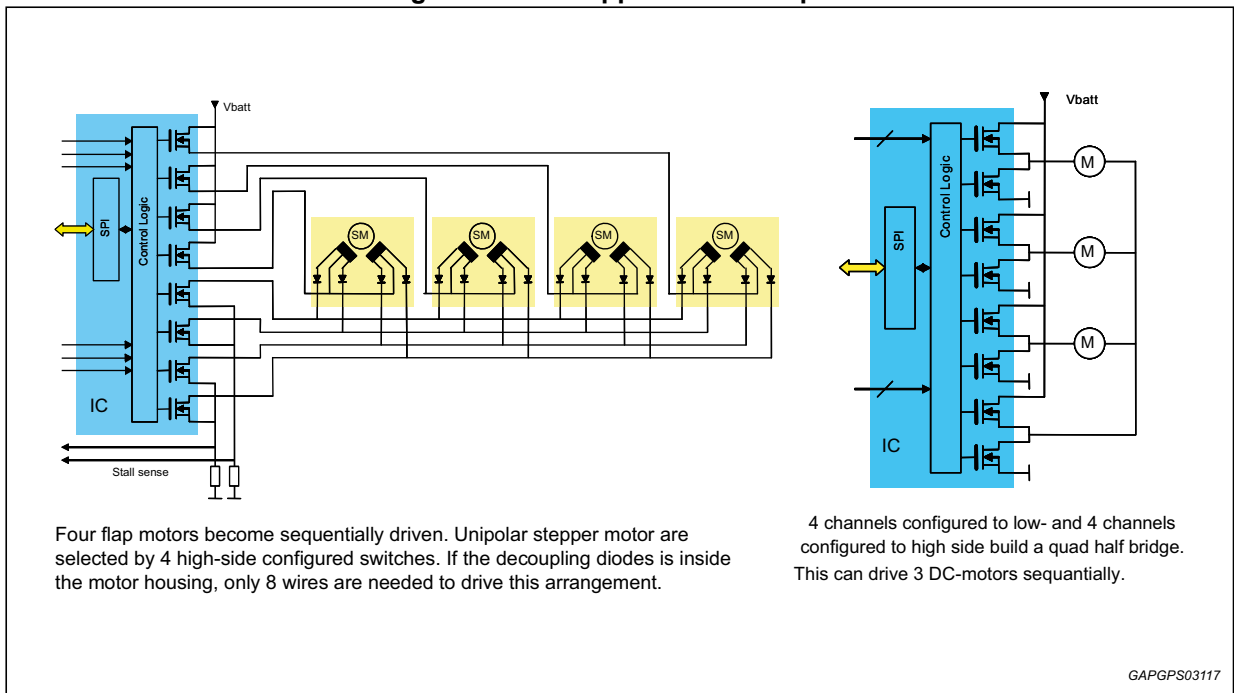 Vbatt
SPI
Control Logic
IC
SM
SM
SM
SM
Stall sense
Four flap motors become sequentially driven. Unipolar stepper motor are
selected by 4 high-side configured switches. If the decoupling diodes is inside
the motor housing, only 8 wires are needed to drive this arrangement.
Vbatt
SPI
Control Logic
IC
M
M
M
4 channels configured to low- and 4 channels
configured to high side build a quad half bridge.
This can drive 3 DC-motors sequantially.
GAPGPS03117